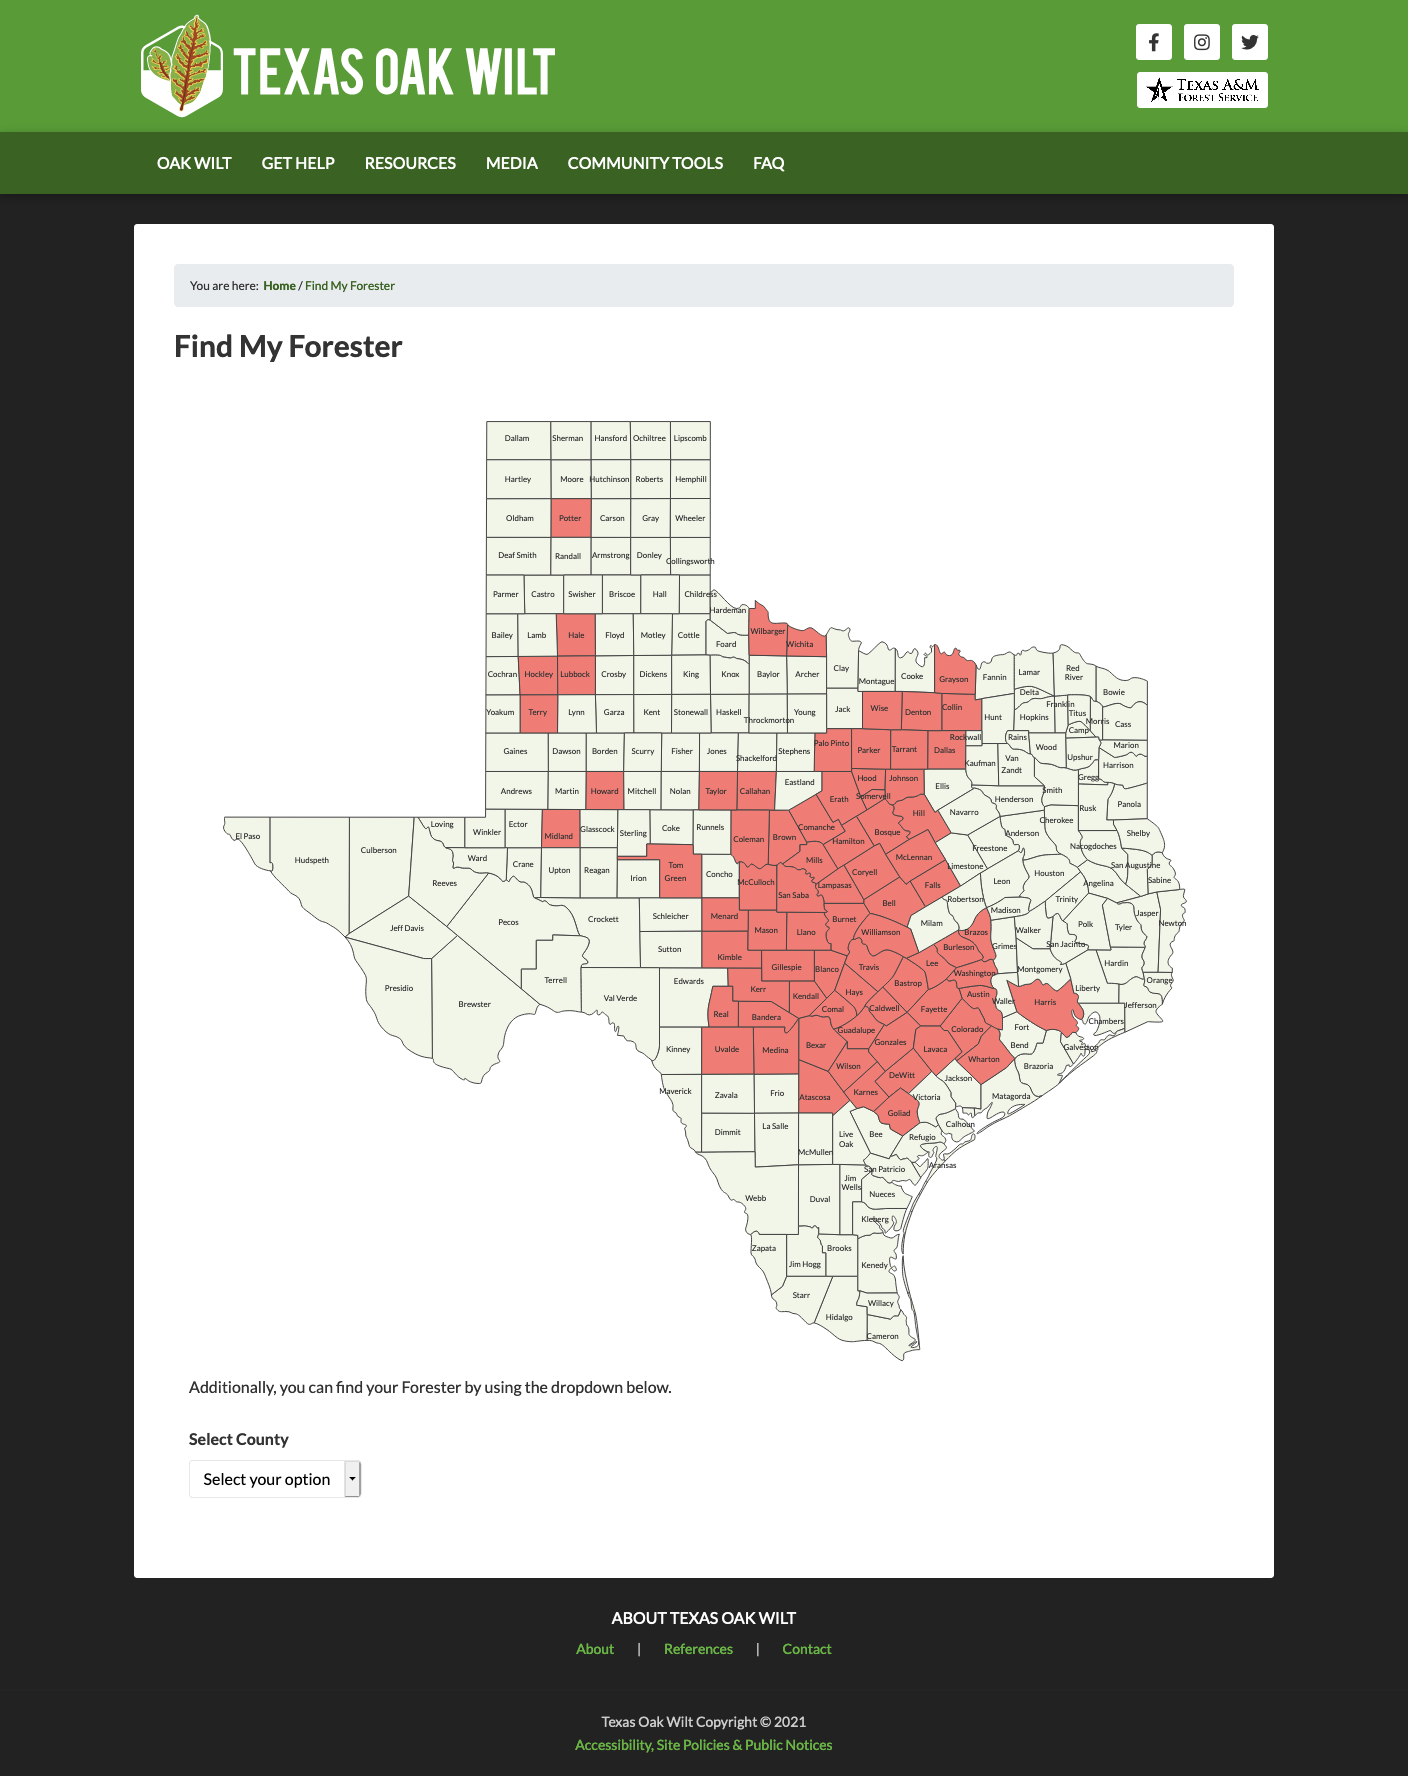 TEXAS OAK WILT
TEXAS A&M
FOREST SERVICE
OAK WILT GET HELP RESOURCES MEDIA COMMUNITY TOOLS FAQ
You are here: Home / Find My Forester
Find My Forester
Dallam Sherman Hansford Ochiltree Lipscomb
Hartley Moore Hutchinson Roberts Hemphill
Oldham Potter Carson Gray Wheeler
Deaf Smith Randall Armstrong Donley Collingsworth
Parmer Castro Swisher Briscoe Hall Childress Hardeman
Bailey Lamb Hale Floyd Motley Cottle Foard Wilbarger Wichita
Clay Montague Cooke Grayson Fannin Lamar Red River Bowie
Cochran Hockley Lubbock Crosby Dickens King Knox Baylor Archer
Delta Franklin Titus Morris Cass
Yoakum Terry Lynn Garza Kent Stonewall Haskell Throckmorton Young Jack Wise Denton Collin Hunt Hopkins Camp
Gaines Dawson Borden Scurry Fisher Jones Shackelford Stephens Palo Pinto Parker Tarrant Dallas Rockwall Rains Wood Upshur Marion
Kaufman Van Zandt Gregg Harrison
Andrews Martin Howard Mitchell Nolan Taylor Callahan Eastland Erath Hood Somervell Johnson Ellis Henderson Smith Rusk Panola
El Paso Hudspeth Culberson Loving Winkler Ector Midland Glasscock Sterling Coke Runnels Coleman Brown Comanche Hamilton Bosque Hill Navarro Anderson Cherokee Nacogdoches Shelby
Reeves Ward Crane Upton Reagan Irion Tom Green Concho McCulloch San Saba Mills Lampasas Coryell McLennan Limestone Freestone Leon Houston Angelina San Augustine Sabine
Jeff Davis Pecos Crockett Schleicher Menard Mason Llano Burnet Bell Falls Robertson Madison Trinity Polk Tyler Jasper Newton
Sutton Kimble Gillespie Blanco Williamson Milam Brazos Burleson Grimes Walker San Jacinto Hardin
Presidio Brewster Terrell Val Verde Edwards Kerr Kendall Travis Hays Bastrop Lee Washington Montgomery Liberty Orange
Real Bandera Comal Caldwell Fayette Austin Waller Harris Chambers Jefferson
Kinney Uvalde Medina Bexar Guadalupe Gonzales Lavaca Colorado Wharton Fort Bend Galveston Brazoria
Maverick Zavala Frio Atascosa Wilson Karnes DeWitt Goliad Victoria Jackson Matagorda
Dimmit La Salle McMullen Live Oak Bee Refugio Calhoun Aransas
Webb Duval Jim Wells San Patricio Nueces
Kleberg
Zapata Jim Hogg Brooks Kenedy
Starr Hidalgo Willacy
Cameron
Additionally, you can find your Forester by using the dropdown below.
Select County
Select your option
ABOUT TEXAS OAK WILT
About | References | Contact
Texas Oak Wilt Copyright © 2021
Accessibility, Site Policies & Public Notices